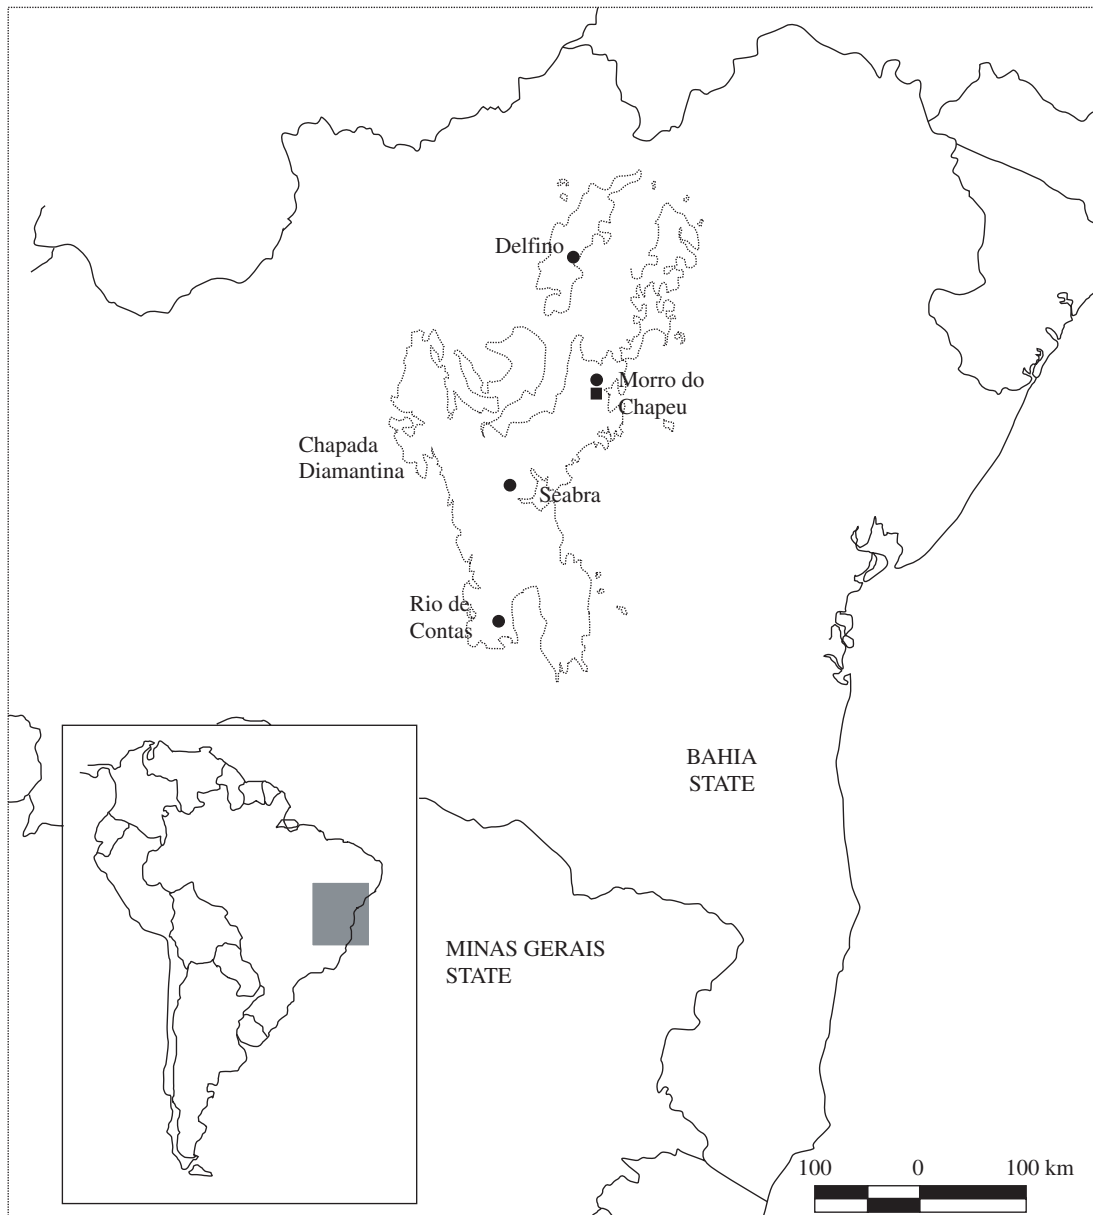 Delfino
Morro do
Chapeu
Chapada
Diamantina
Seabra
Rio de
Contas
BAHIA
STATE
MINAS GERAIS
STATE
100 0 100 km